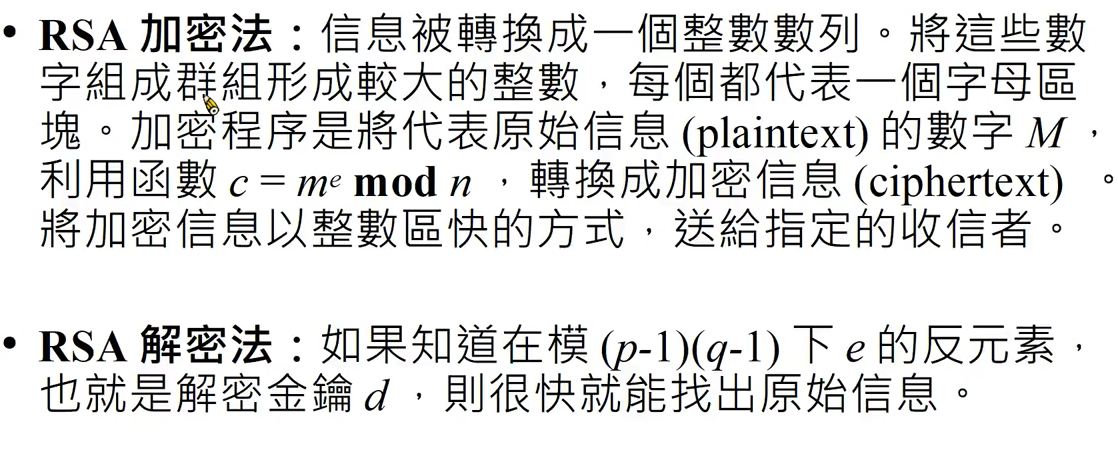 • RSA 加密法：信息被轉換成一個整數數列。將這些數
字組成群組形成較大的整數，每個都代表一個字母區
塊。加密程序是將代表原始信息 (plaintext) 的數字 M，
利用函數 c = mᵉ mod n ，轉換成加密信息 (ciphertext) 。
將加密信息以整數區快的方式，送給指定的收信者。
• RSA 解密法：如果知道在模 (p-1)(q-1) 下 e 的反元素，
也就是解密金鑰 d ，則很快就能找出原始信息。